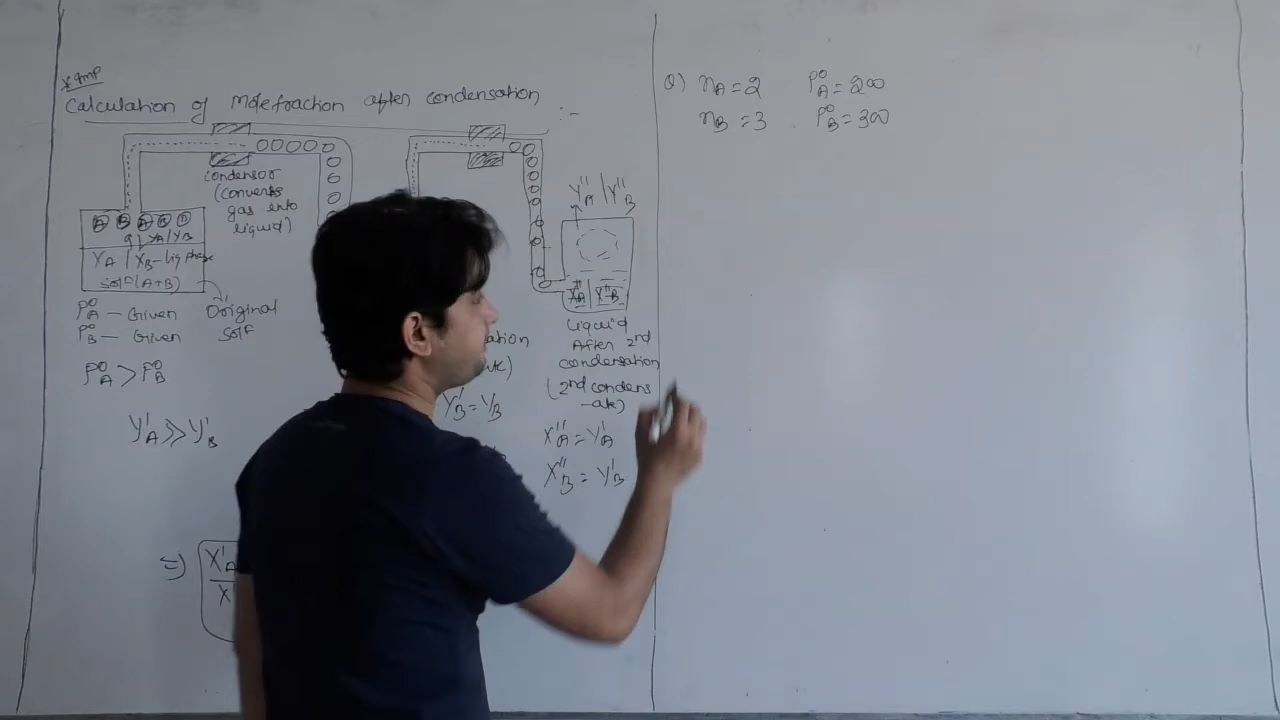 * Imp
Calculation of Molefraction after condensation :-
condensor
(converts
gas into
liquid)
A B A B B
YA/YB
XB-liq phase
solⁿ(A+B)
Original
solⁿ
P°A — Given
P°B — Given
P°A > P°B
Y'A >> Y'B
Y'B = YB
=) X'A
X
Y''A / Y''B
X''A | X''B
Liquid
After 2nd
condensation
(2nd condens
-ate)
X''A = Y'A
X''B = Y'B
Q) nA = 2 P°A = 200
nB = 3 P°B = 300